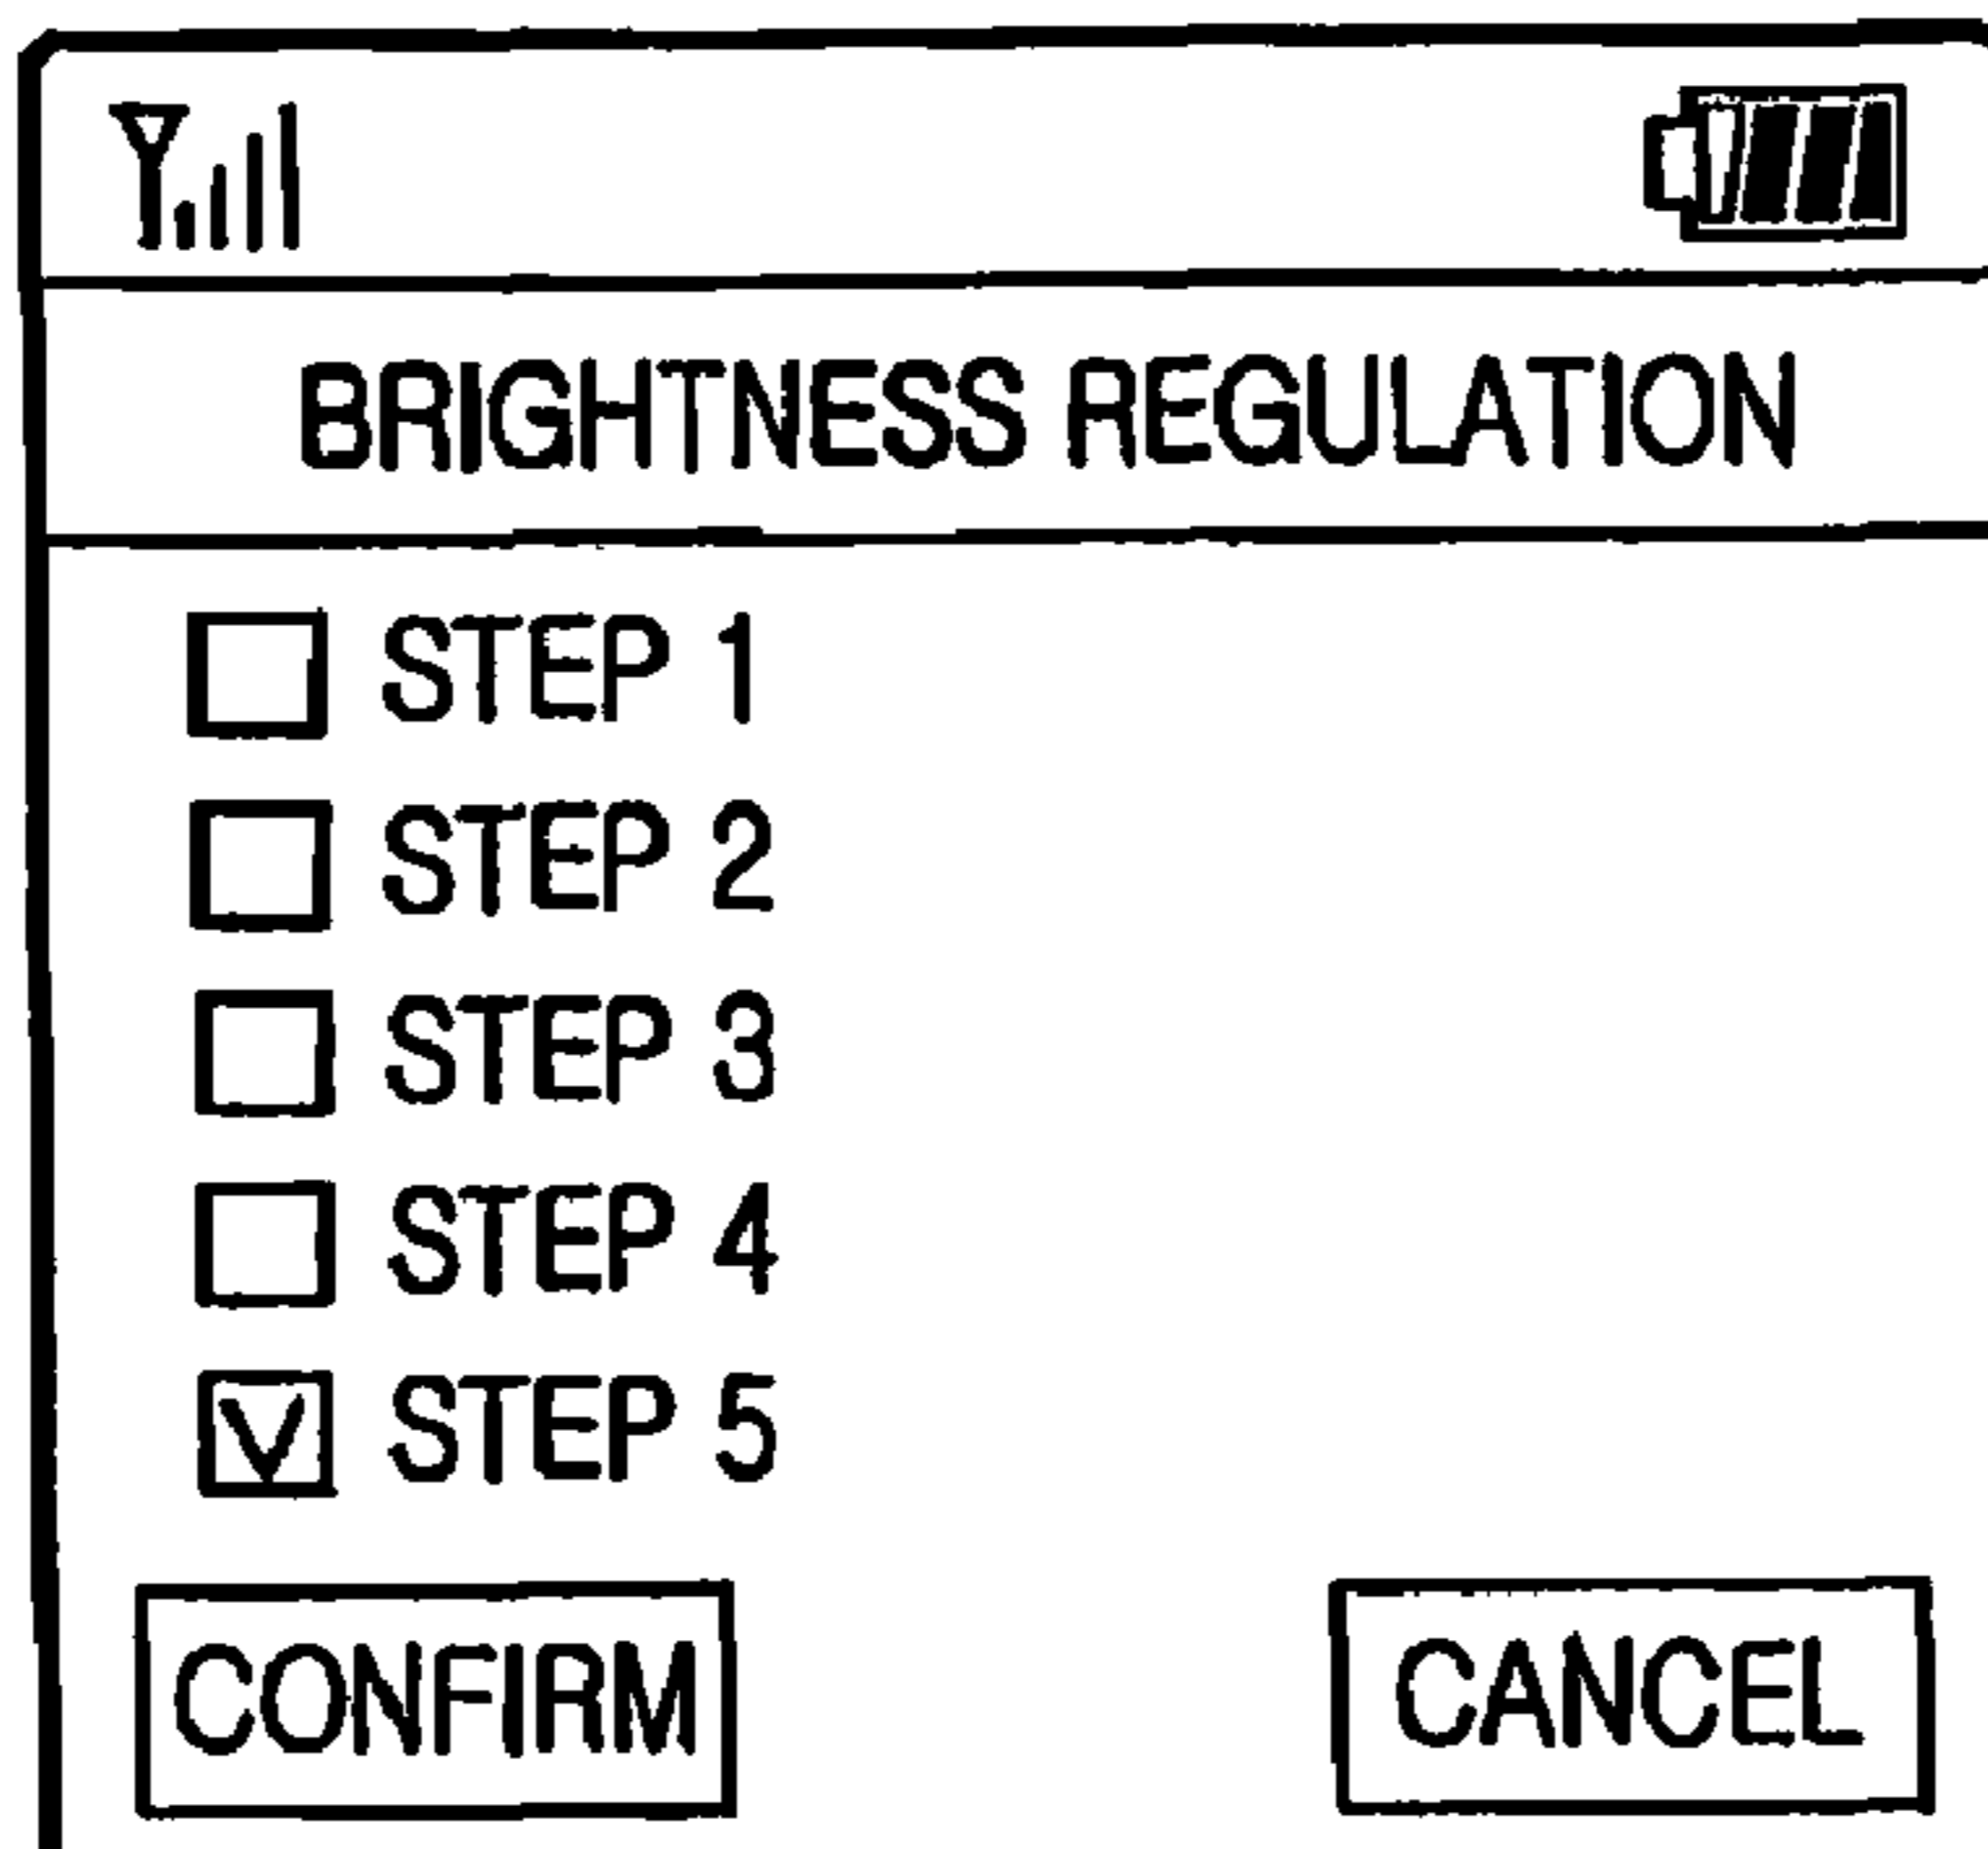 BRIGHTNESS REGULATION
STEP 1
STEP 2
STEP 3
STEP 4
STEP 5
CONFIRM CANCEL